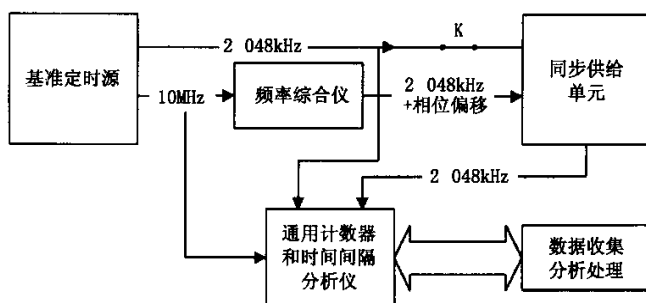 2 048kHz
K
基准定时源
10MHz
频率综合仪
2 048kHz
+相位偏移
同步供给
单元
2 048kHz
通用计数器
和时间间隔
分析仪
数据收集
分析处理